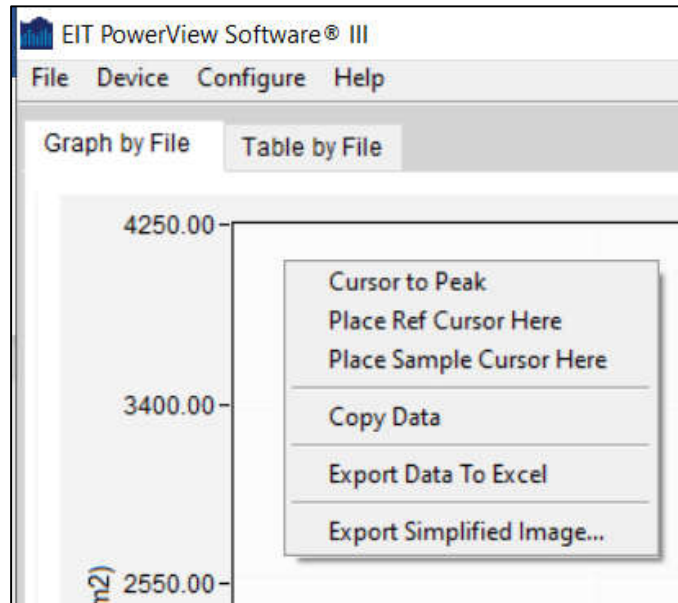 EIT PowerView Software® III
File Device Configure Help
Graph by File Table by File
4250.00
Cursor to Peak
Place Ref Cursor Here
Place Sample Cursor Here
3400.00
Copy Data
Export Data To Excel
Export Simplified Image...
2550.00
m2)